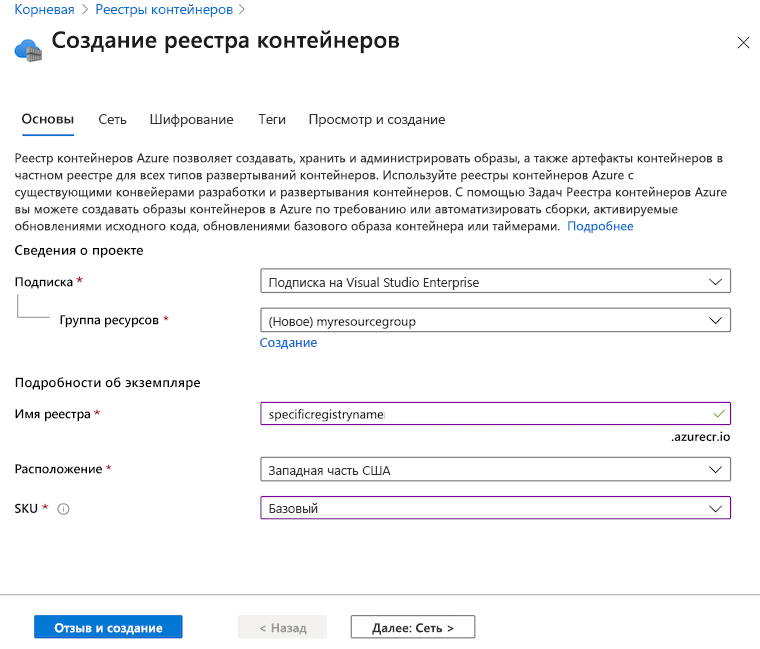 Корневая > Реестры контейнеров >
Создание реестра контейнеров
Основы Сеть Шифрование Теги Просмотр и создание
Реестр контейнеров Azure позволяет создавать, хранить и администрировать образы, а также артефакты контейнеров в
частном реестре для всех типов развертываний контейнеров. Используйте реестры контейнеров Azure с
существующими конвейерами разработки и развертывания контейнеров. С помощью Задач Реестра контейнеров Azure
вы можете создавать образы контейнеров в Azure по требованию или автоматизировать сборки, активируемые
обновлениями исходного кода, обновлениями базового образа контейнера или таймерами. Подробнее
Сведения о проекте
Подписка * Подписка на Visual Studio Enterprise
Группа ресурсов * (Новое) myresourcegroup
Создание
Подробности об экземпляре
Имя реестра * specificregistryname
.azurecr.io
Расположение * Западная часть США
SKU * Базовый
Отзыв и создание < Назад Далее: Сеть >